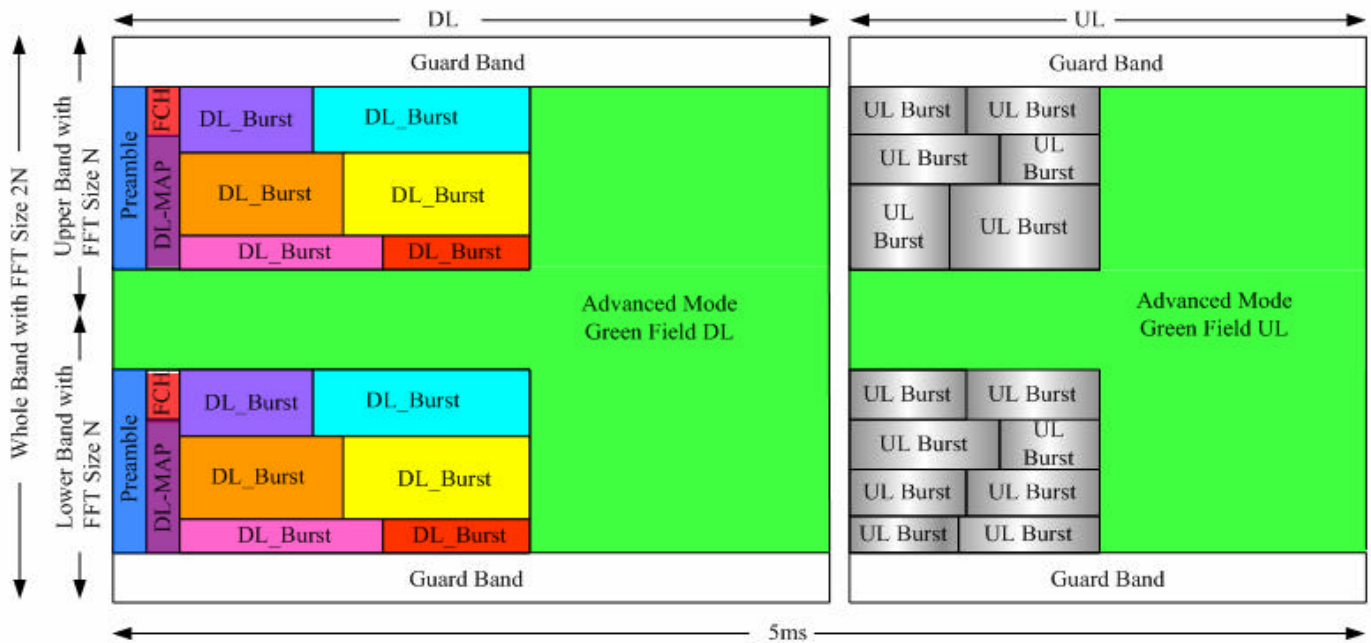 DL
UL
Guard Band
Guard Band
Whole Band with FFT Size 2N
Upper Band with
FFT Size N
Preamble
FCH
DL-MAP
DL_Burst
DL_Burst
DL_Burst
DL_Burst
DL_Burst
DL_Burst
UL Burst
UL Burst
UL Burst
UL
Burst
UL
Burst
UL Burst
Advanced Mode
Green Field DL
Advanced Mode
Green Field UL
Lower Band with
FFT Size N
Preamble
FCH
DL-MAP
DL_Burst
DL_Burst
DL_Burst
DL_Burst
DL_Burst
DL_Burst
UL Burst
UL Burst
UL Burst
UL
Burst
UL Burst
UL Burst
UL Burst
UL Burst
Guard Band
Guard Band
5ms